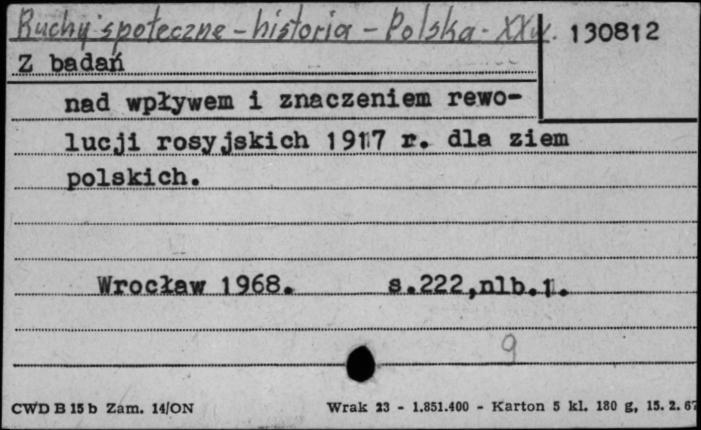 Ruchy społeczne - historia - Polska - XX w. 130812
Z badań
nad wpływem i znaczeniem rewo-
lucji rosyjskich 1917 r. dla ziem
polskich.
Wrocław 1968. s.222,nlb.1.
9
CWD B 15 b Zam. 14/ON Wrak 23 - 1.851.400 - Karton 5 kl. 180 g, 15. 2. 67